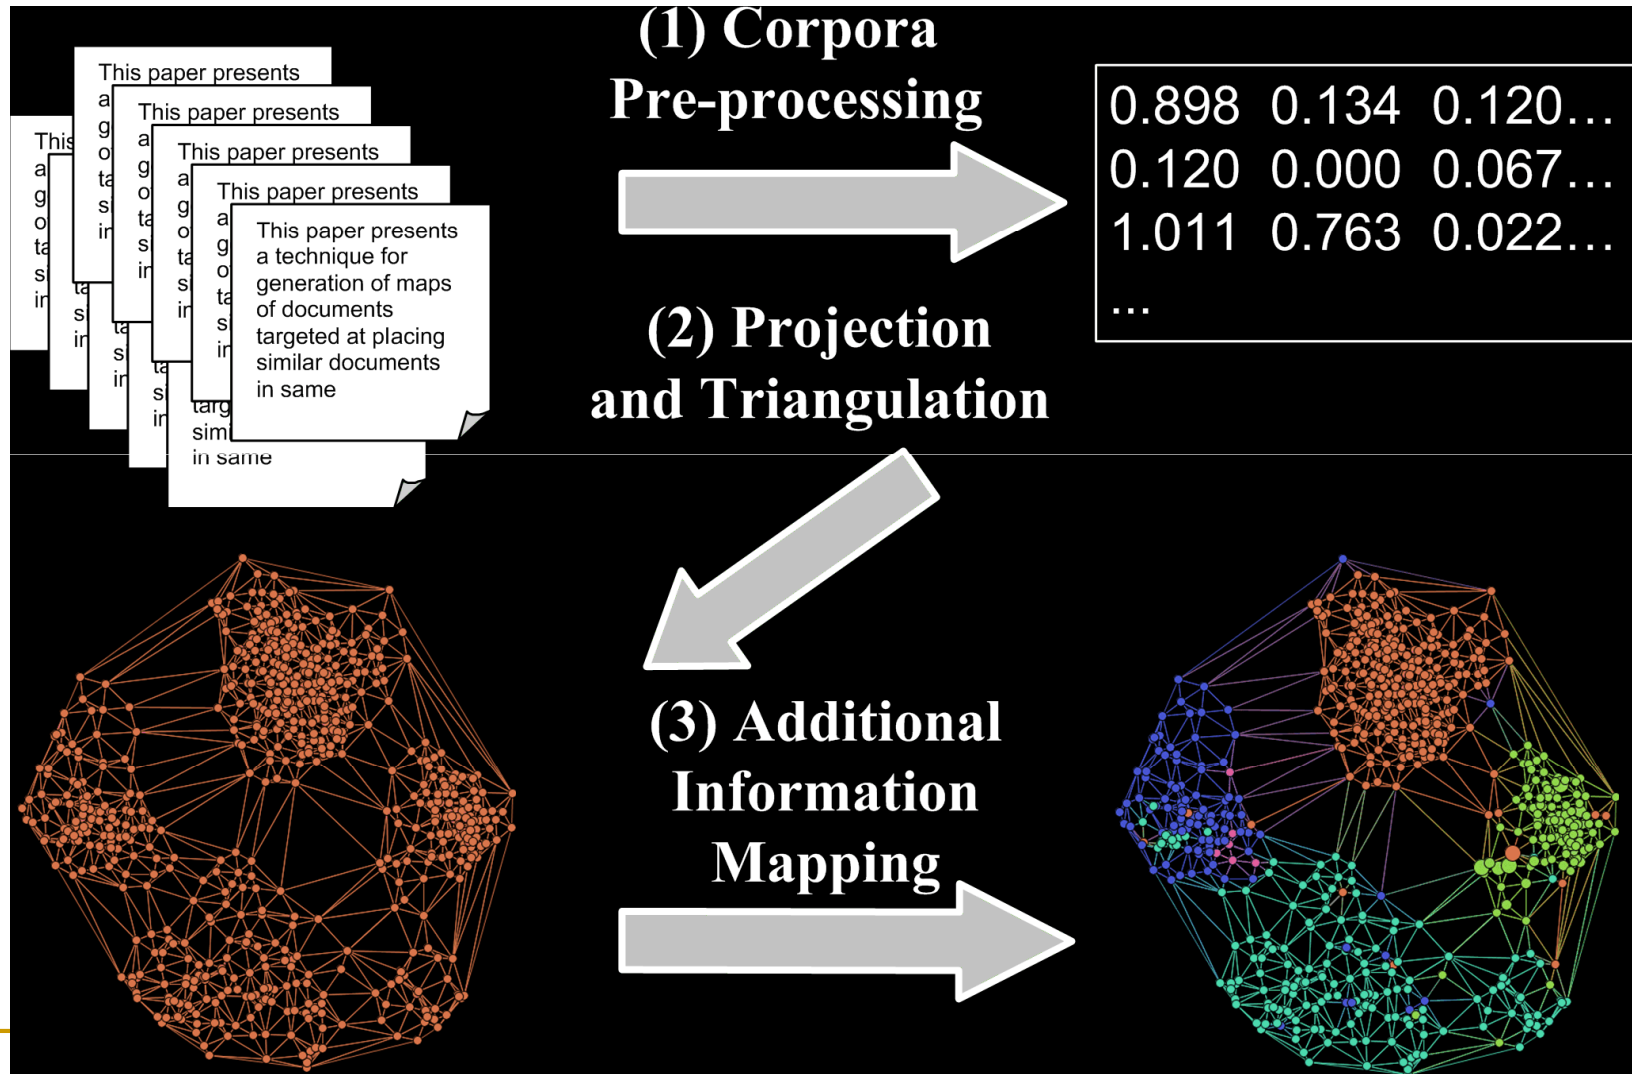 (1) Corpora
Pre-processing
This paper presents
This paper presents
This
This paper presents
This paper presents
This paper presents
a technique for
generation of maps
of documents
targeted at placing
similar documents
in same
in same
0.898 0.134 0.120...
0.120 0.000 0.067...
1.011 0.763 0.022...
...
(2) Projection
and Triangulation
(3) Additional
Information
Mapping